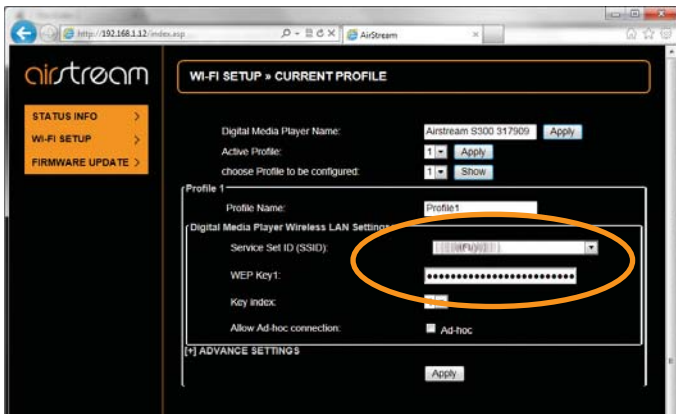 http://192.168.1.12/index.asp
AirStream
airstream
WI-FI SETUP » CURRENT PROFILE
STATUS INFO >
WI-FI SETUP >
FIRMWARE UPDATE >
Digital Media Player Name: Airstream S300 317909 Apply
Active Profile: 1 Apply
choose Profile to be configured: 1 Show
Profile 1
Profile Name: Profile1
Digital Media Player Wireless LAN Settings
Service Set ID (SSID):
WEP Key1: ••••••••••••••••••••••••••
Key index:
Allow Ad-hoc connection: Ad-hoc
[+] ADVANCE SETTINGS
Apply